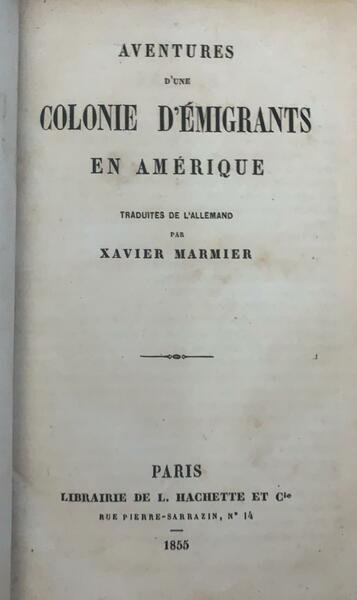 AVENTURES
D'UNE
COLONIE D'ÉMIGRANTS
EN AMÉRIQUE
TRADUITES DE L'ALLEMAND
PAR
XAVIER MARMIER
PARIS
LIBRAIRIE DE L. HACHETTE ET Cie
RUE PIERRE-SARRAZIN, N° 14
1855